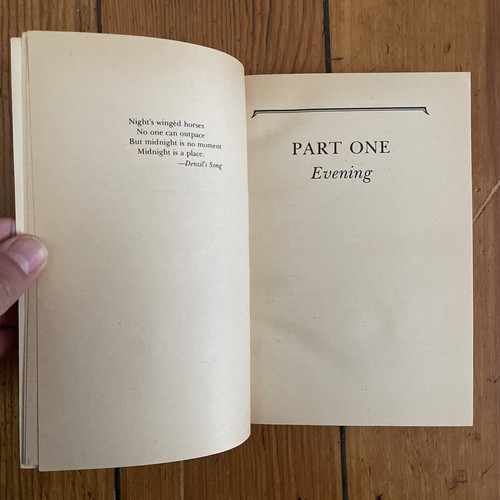 Night's wingèd horses
No one can outpace
But midnight is no moment
Midnight is a place.
—Denzil's Song
PART ONE
Evening